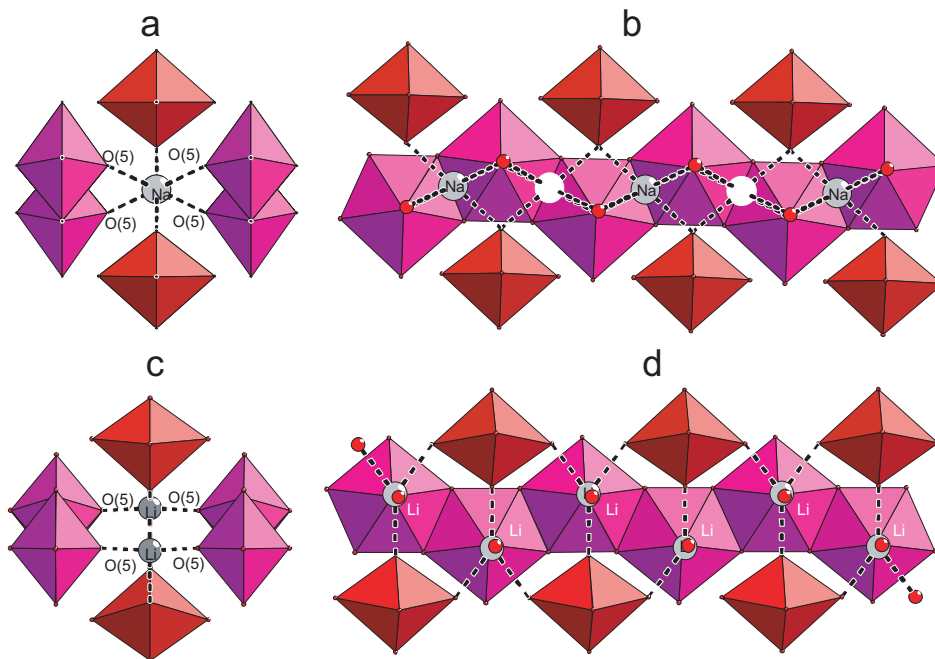 a
b
O(5) O(5)
Na
O(5) O(5)
Na Na Na
c
d
O(5) O(5)
Li
Li
O(5) O(5)
Li Li Li
Li Li Li